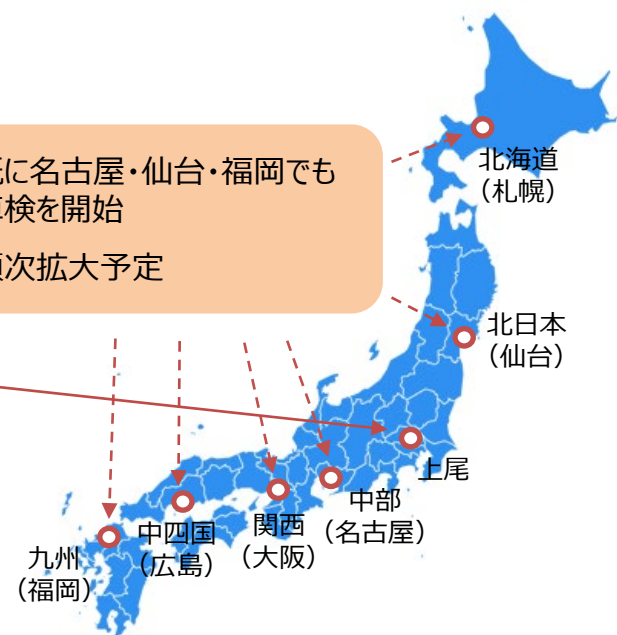 に名古屋・仙台・福岡でも
検を開始
次拡大予定
北海道
（札幌）
北日本
（仙台）
上尾
中部
（名古屋）
関西
（大阪）
中四国
（広島）
九州
（福岡）